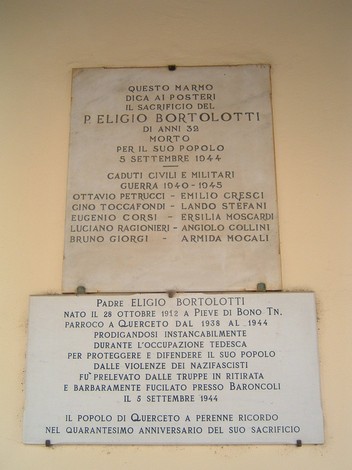 QUESTO MARMO
DICA AI POSTERI
IL SACRIFICIO DEL
P. ELIGIO BORTOLOTTI
DI ANNI 32
MORTO
PER IL SUO POPOLO
5 SETTEMBRE 1944
CADUTI CIVILI E MILITARI
GUERRA 1940-1945
OTTAVIO PETRUCCI - EMILIO CRESCI
GINO TOCCAFONDI - LANDO STEFANI
EUGENIO CORSI - ERSILIA MOSCARDI
LUCIANO RAGIONIERI - ANGIOLO COLLINI
BRUNO GIORGI - ARMIDA MOCALI
PADRE ELIGIO BORTOLOTTI
NATO IL 28 OTTOBRE 1912 A PIEVE DI BONO TN.
PARROCO A QUERCETO DAL 1938 AL 1944
PRODIGANDOSI INSTANCABILMENTE
DURANTE L'OCCUPAZIONE TEDESCA
PER PROTEGGERE E DIFENDERE IL SUO POPOLO
DALLE VIOLENZE DEI NAZIFASCISTI
FU' PRELEVATO DALLE TRUPPE IN RITIRATA
E BARBARAMENTE FUCILATO PRESSO BARONCOLI
IL 5 SETTEMBRE 1944
IL POPOLO DI QUERCETO A PERENNE RICORDO
NEL QUARANTESIMO ANNIVERSARIO DEL SUO SACRIFICIO